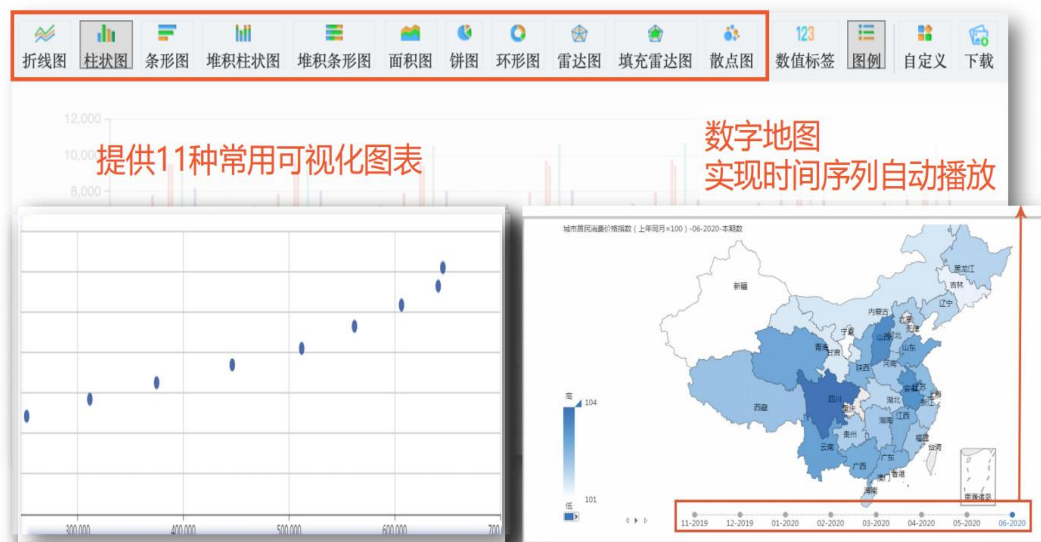 折线图 柱状图 条形图 堆积柱状图 堆积条形图 面积图 饼图 环形图 雷达图 填充雷达图 散点图 123 数值标签 图例 自定义 下载
12,000
10,000
8,000
提供11种常用可视化图表
数字地图
实现时间序列自动播放
300,000 400,000 500,000 600,000
城市居民消费价格指数(上年同月=100)-06-2020-本期数
黑龙江
吉林
新疆
辽宁
内蒙古
北京
天津
宁夏
山西
河北
山东
青海
甘肃
陕西
河南
江苏
安徽
上海
四川
湖北
浙江
重庆
西藏
湖南
江西
贵州
福建
云南
台湾
广西
广东
香港
澳门
海南
南海诸岛
高
104
101
低
11-2019 12-2019 01-2020 02-2020 03-2020 04-2020 05-2020 06-2020